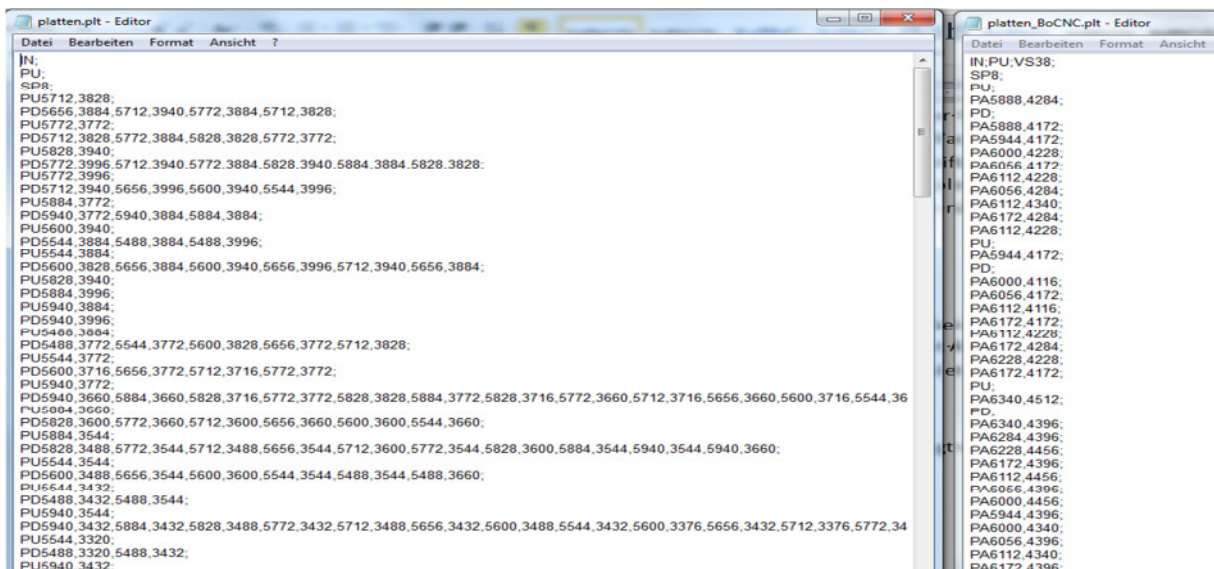 platten.plt - Editor
Datei Bearbeiten Format Ansicht ?
IN;
PU;
SP8;
PU5712,3828;
PD5656,3884,5712,3940,5772,3884,5712,3828;
PU5772,3772;
PD5712,3828,5772,3884,5828,3828,5772,3772;
PU5828,3940;
PD5772,3996,5712,3940,5772,3884,5828,3940,5884,3884,5828,3828;
PU5772,3996;
PD5712,3940,5656,3996,5600,3940,5544,3996;
PU5884,3772;
PD5940,3772,5940,3884,5884,3884;
PU5600,3940;
PD5544,3884,5488,3884,5488,3996;
PU5544,3884;
PD5600,3828,5656,3884,5600,3940,5656,3996,5712,3940,5656,3884;
PU5828,3940;
PD5884,3996;
PU5940,3884;
PD5940,3996;
PU5488,3884;
PD5488,3772,5544,3772,5600,3828,5656,3772,5712,3828;
PU5544,3772;
PD5600,3716,5656,3772,5712,3716,5772,3772;
PU5940,3772;
PD5940,3660,5884,3660,5828,3716,5772,3772,5828,3828,5884,3772,5828,3716,5772,3660,5712,3716,5656,3660,5600,3716,5544,36
PU5884,3660;
PD5828,3600,5772,3660,5712,3600,5656,3660,5600,3600,5544,3660;
PU5884,3544;
PD5828,3488,5772,3544,5712,3488,5656,3544,5712,3600,5772,3544,5828,3600,5884,3544,5940,3544,5940,3660;
PU5544,3544;
PD5600,3488,5656,3544,5600,3600,5544,3544,5488,3544,5488,3660;
PU5544,3432;
PD5488,3432,5488,3544;
PU5940,3544;
PD5940,3432,5884,3432,5828,3488,5772,3432,5712,3488,5656,3432,5600,3488,5544,3432,5600,3376,5656,3432,5712,3376,5772,34
PU5544,3320;
PD5488,3320,5488,3432;
PU5940,3432;
platten_BoCNC.plt - Editor
Datei Bearbeiten Format Ansicht
IN;PU;VS38;
SP8;
PU;
PA5888,4284;
PD;
PA5888,4172;
PA5944,4172;
PA6000,4228;
PA6056,4172;
PA6112,4228;
PA6056,4284;
PA6112,4340;
PA6172,4284;
PA6112,4228;
PU;
PA5944,4172;
PD;
PA6000,4116;
PA6056,4172;
PA6112,4116;
PA6172,4172;
PA6112,4228;
PA6172,4284;
PA6228,4228;
PA6172,4172;
PU;
PA6340,4512;
PD;
PA6340,4396;
PA6284,4396;
PA6228,4456;
PA6172,4396;
PA6112,4456;
PA6056,4396;
PA6000,4456;
PA5944,4396;
PA6000,4340;
PA6056,4396;
PA6112,4340;
PA6172,4396;